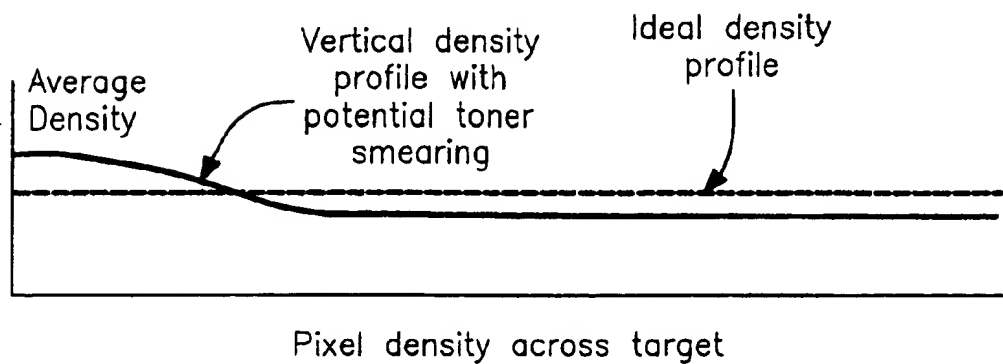 Average
Density
Vertical density
profile with
potential toner
smearing
Ideal density
profile
Pixel density across target